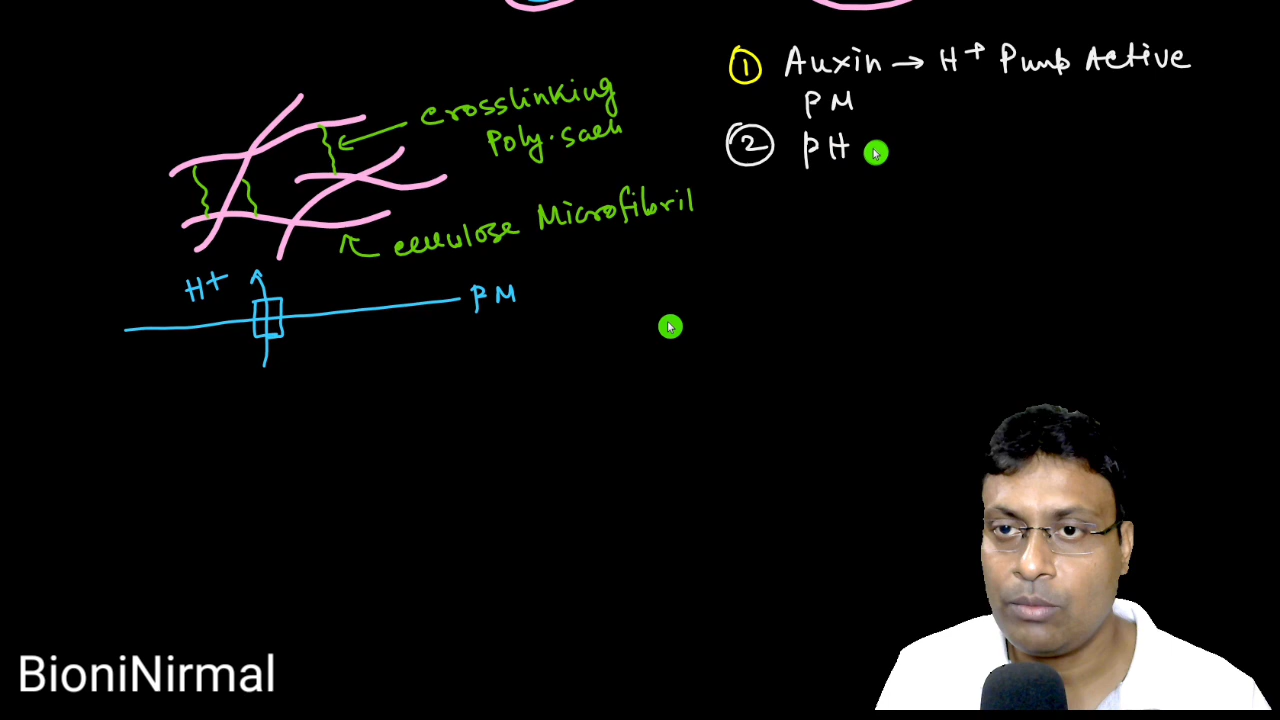 ① Auxin → H+ Pump Active
PM
② PH
Crosslinking
Poly.sach
cellulose Microfibril
H+
PM
BioniNirmal